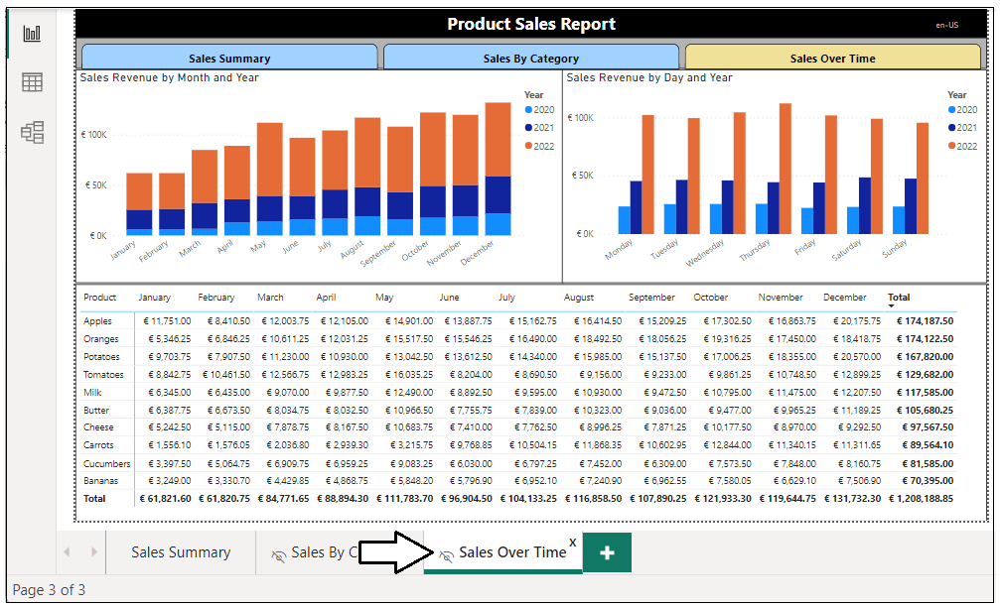 Product Sales Report
en-US
Sales Summary
Sales By Category
Sales Over Time
Sales Revenue by Month and Year
Year
2020
2021
2022
€ 100K
€ 50K
€ 0K
January February March April May June July August September October November December
Sales Revenue by Day and Year
Year
2020
2021
2022
€ 100K
€ 50K
€ 0K
Monday Tuesday Wednesday Thursday Friday Saturday Sunday
Product January February March April May June July August September October November December Total
Apples € 11,751.00 € 8,410.50 € 12,003.75 € 12,105.00 € 14,901.00 € 13,887.75 € 15,162.75 € 16,414.50 € 15,209.25 € 17,302.50 € 16,863.75 € 20,175.75 € 174,187.50
Oranges € 5,346.25 € 6,846.25 € 10,611.25 € 12,031.25 € 15,517.50 € 15,546.25 € 16,490.00 € 18,492.50 € 18,056.25 € 19,316.25 € 17,450.00 € 18,418.75 € 174,122.50
Potatoes € 9,703.75 € 7,907.50 € 11,230.00 € 10,930.00 € 13,042.50 € 13,612.50 € 14,340.00 € 15,985.00 € 15,137.50 € 17,006.25 € 18,355.00 € 20,570.00 € 167,820.00
Tomatoes € 8,842.75 € 10,461.50 € 12,566.75 € 12,983.25 € 16,035.25 € 8,204.00 € 8,690.50 € 9,156.00 € 9,233.00 € 9,861.25 € 10,748.50 € 12,899.25 € 129,682.00
Milk € 6,345.00 € 6,435.00 € 9,070.00 € 9,877.50 € 12,490.00 € 8,892.50 € 9,595.00 € 10,930.00 € 9,472.50 € 10,795.00 € 11,475.00 € 12,207.50 € 117,585.00
Butter € 6,387.75 € 6,673.50 € 8,034.75 € 8,032.50 € 10,966.50 € 7,755.75 € 7,839.00 € 10,323.00 € 9,036.00 € 9,477.00 € 9,965.25 € 11,189.25 € 105,680.25
Cheese € 5,242.50 € 5,115.00 € 7,878.75 € 8,167.50 € 10,683.75 € 7,410.00 € 7,762.50 € 8,996.25 € 7,871.25 € 10,177.50 € 8,970.00 € 9,292.50 € 97,567.50
Carrots € 1,556.10 € 1,576.05 € 2,036.80 € 2,939.30 € 3,215.75 € 9,768.85 € 10,504.15 € 11,868.35 € 10,602.95 € 12,844.00 € 11,340.15 € 11,311.65 € 89,564.10
Cucumbers € 3,397.50 € 5,064.75 € 6,909.75 € 6,959.25 € 9,083.25 € 6,030.00 € 6,797.25 € 7,452.00 € 6,309.00 € 7,573.50 € 7,848.00 € 8,160.75 € 81,585.00
Bananas € 3,249.00 € 3,330.70 € 4,429.85 € 4,868.75 € 5,848.20 € 5,796.90 € 6,952.10 € 7,240.90 € 6,962.55 € 7,580.05 € 6,629.10 € 7,506.90 € 70,395.00
Total € 61,821.60 € 61,820.75 € 84,771.65 € 88,894.30 € 111,783.70 € 96,904.50 € 104,133.25 € 116,858.50 € 107,890.25 € 121,933.30 € 119,644.75 € 131,732.30 € 1,208,188.85
Sales Summary
Sales By C
Sales Over Time
X
+
Page 3 of 3